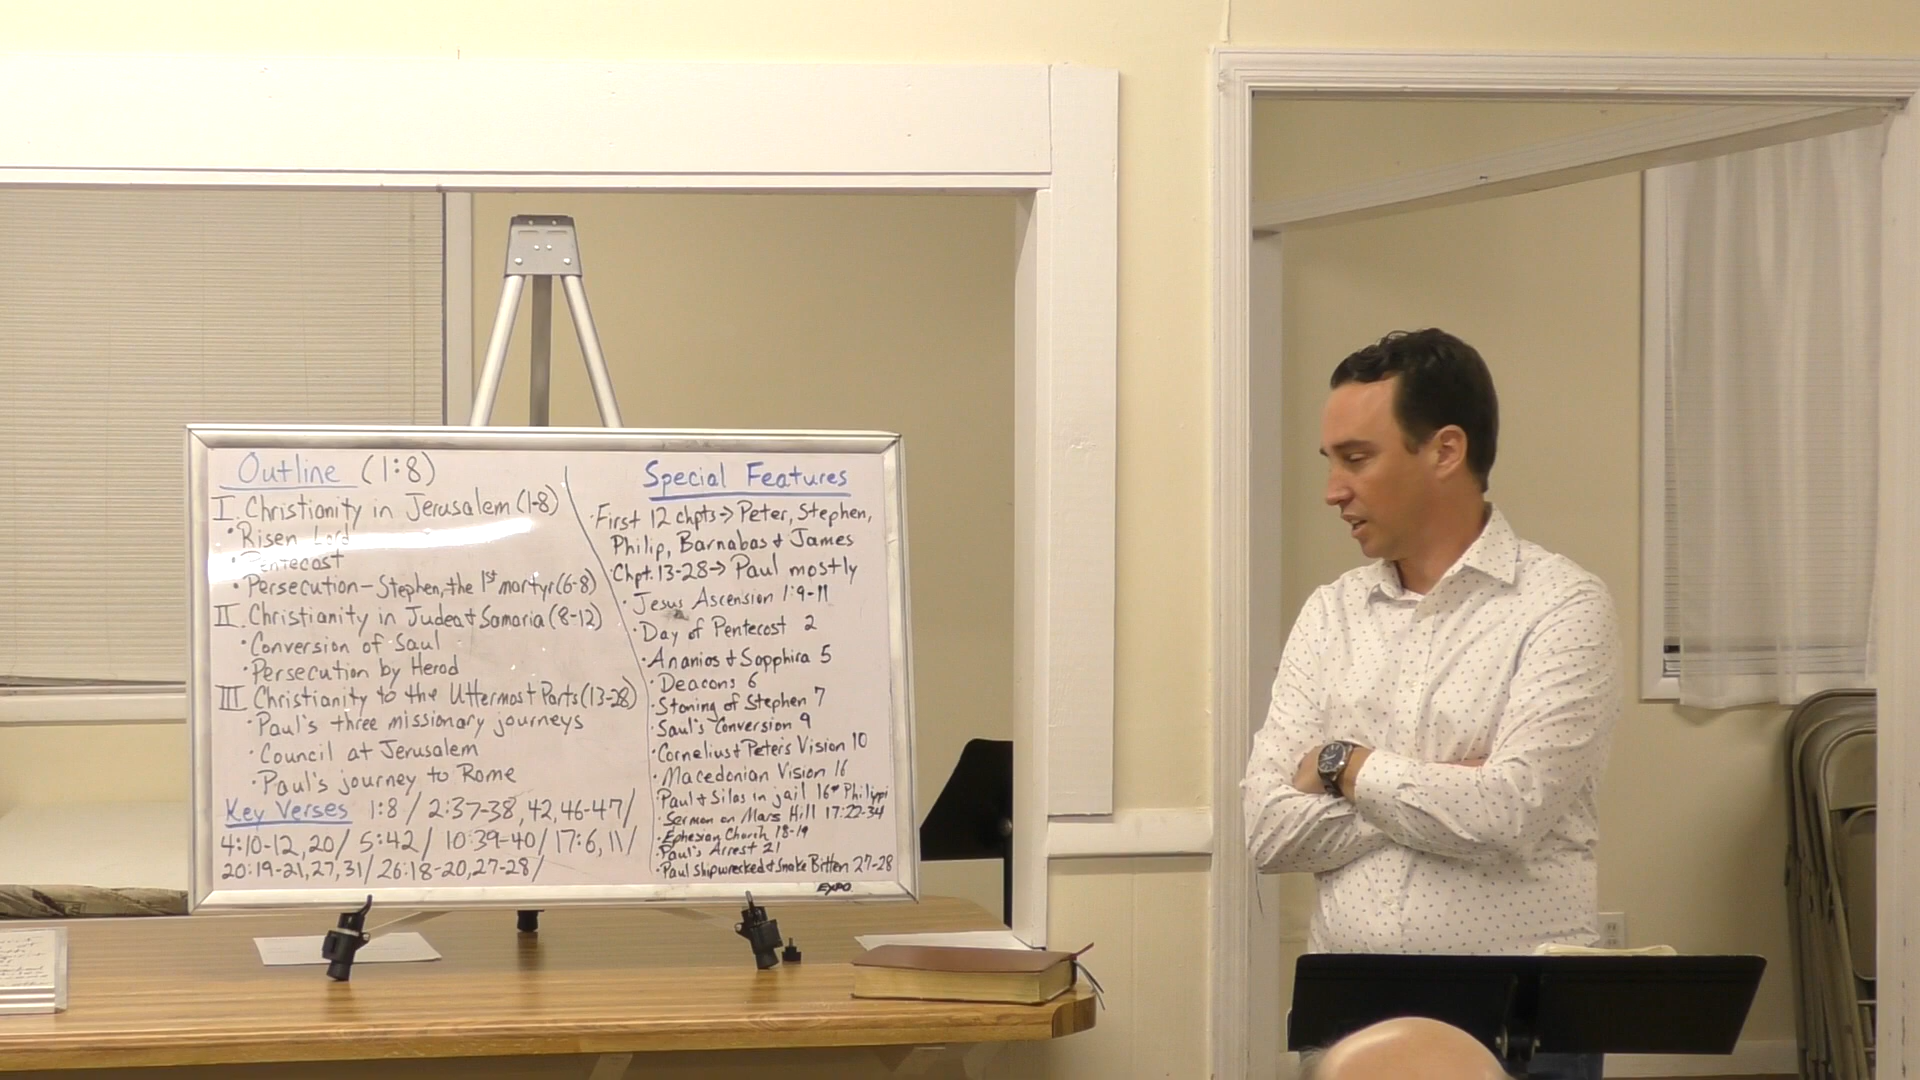 Outline (1:8)
I. Christianity in Jerusalem (1-8)
• Risen Lord
• Pentecost
• Persecution - Stephen, the 1st martyr (6-8)
II. Christianity in Judea & Samaria (8-12)
• Conversion of Saul
• Persecution by Herod
III. Christianity to the Uttermost Parts (13-28)
• Paul's three missionary journeys
• Council at Jerusalem
• Paul's journey to Rome
Key Verses 1:8 / 2:37-38, 42, 46-47 /
4:10-12, 20 / 5:42 / 10:39-40 / 17:6, 11 /
20:19-21, 27, 31 / 26:18-20, 27-28 /
Special Features
• First 12 chpts → Peter, Stephen,
Philip, Barnabas & James
• Chpt. 13-28 → Paul mostly
• Jesus Ascension 1:9-11
• Day of Pentecost 2
• Ananias & Sapphira 5
• Deacons 6
• Stoning of Stephen 7
• Saul's Conversion 9
• Cornelius & Peter's Vision 10
• Macedonian Vision 16
• Paul & Silas in jail 16 Philippi
• Sermon on Mars Hill 17:22-34
• Ephesian Church 18-19
• Paul's Arrest 21
• Paul shipwrecked & Snake Bitten 27-28
EXPO